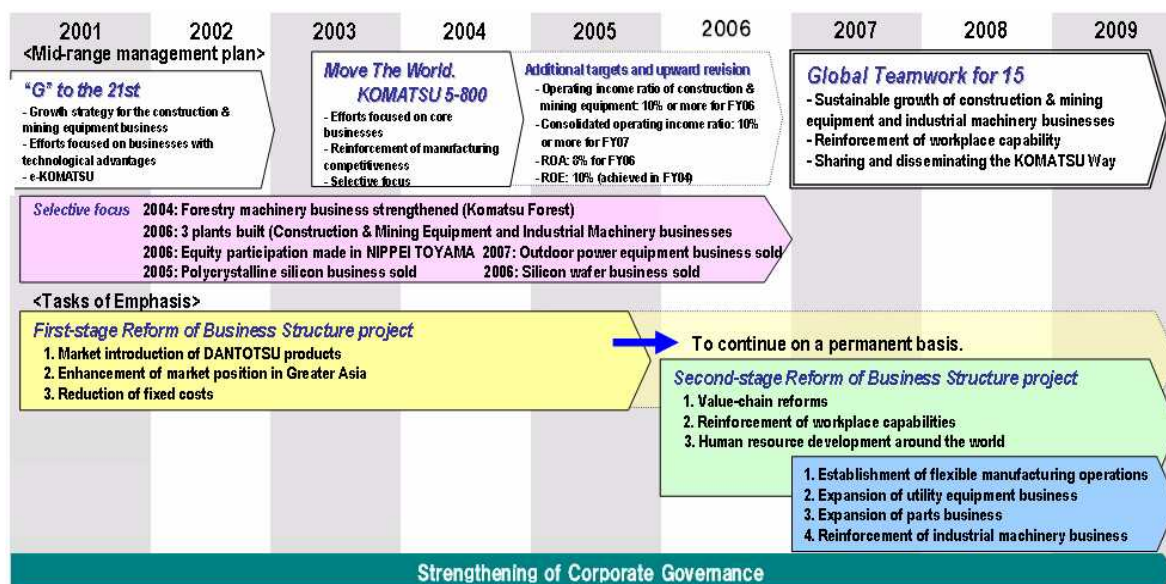 2001 2002 2003 2004 2005 2006 2007 2008 2009
<Mid-range management plan>
"G" to the 21st
- Growth strategy for the construction &
mining equipment business
- Efforts focused on businesses with
technological advantages
- e-KOMATSU
Move The World.
KOMATSU 5-800
- Efforts focused on core
businesses
- Reinforcement of manufacturing
competitiveness
- Selective focus
Additional targets and upward revision
- Operating income ratio of construction &
mining equipment: 10% or more for FY06
- Consolidated operating income ratio: 10%
or more for FY07
- ROA: 8% for FY06
- ROE: 10% (achieved in FY04)
Global Teamwork for 15
- Sustainable growth of construction & mining
equipment and industrial machinery businesses
- Reinforcement of workplace capability
- Sharing and disseminating the KOMATSU Way
Selective focus 2004: Forestry machinery business strengthened (Komatsu Forest)
2006: 3 plants built (Construction & Mining Equipment and Industrial Machinery businesses
2006: Equity participation made in NIPPEI TOYAMA 2007: Outdoor power equipment business sold
2005: Polycrystalline silicon business sold 2006: Silicon wafer business sold
<Tasks of Emphasis>
First-stage Reform of Business Structure project
1. Market introduction of DANTOTSU products
2. Enhancement of market position in Greater Asia
3. Reduction of fixed costs
To continue on a permanent basis.
Second-stage Reform of Business Structure project
1. Value-chain reforms
2. Reinforcement of workplace capabilities
3. Human resource development around the world
1. Establishment of flexible manufacturing operations
2. Expansion of utility equipment business
3. Expansion of parts business
4. Reinforcement of industrial machinery business
Strengthening of Corporate Governance